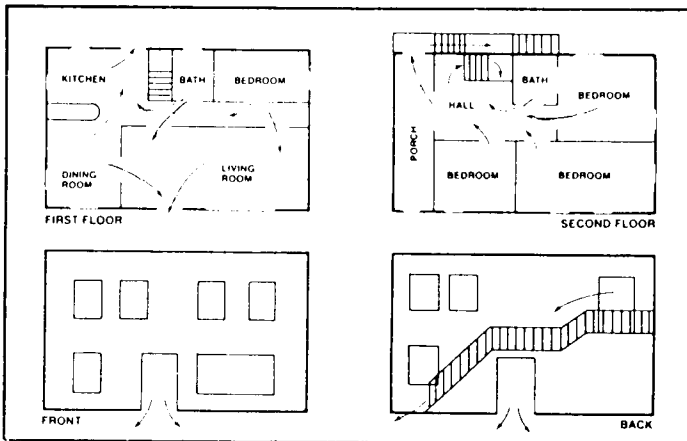 KITCHEN
BATH
BEDROOM
DINING
ROOM
LIVING
ROOM
FIRST FLOOR
PORCH
HALL
BATH
BEDROOM
BEDROOM
BEDROOM
SECOND FLOOR
FRONT
BACK